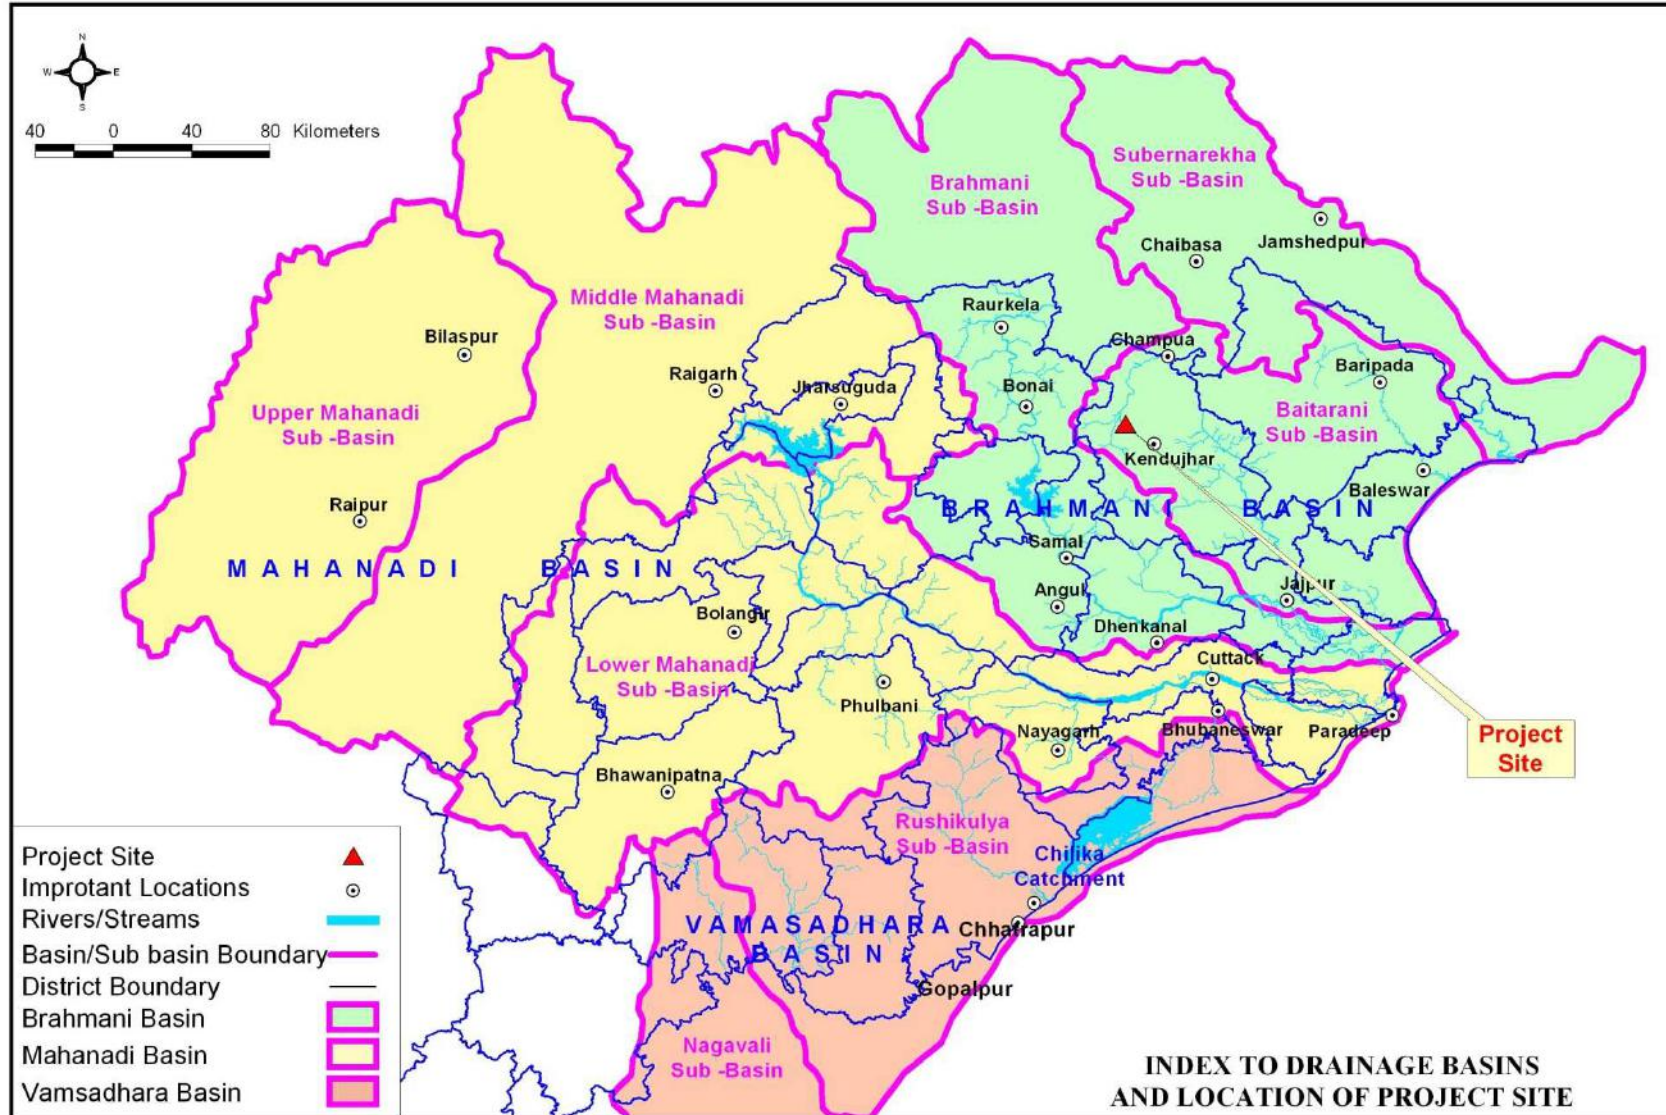 N
W E
S
40 0 40 80 Kilometers
Subernarekha
Sub -Basin
Brahmani
Sub -Basin
Jamshedpur
Chaibasa
Middle Mahanadi
Sub -Basin
Raurkela
Bilaspur
Champua
Baripada
Raigarh
Jharsuguda
Bonai
Upper Mahanadi
Sub -Basin
Baitarani
Sub -Basin
Kendujhar
Baleswar
Raipur
BRAHMANI BASIN
Samal
MAHANADI BASIN
Angul
Jajpur
Bolangir
Dhenkanal
Lower Mahanadi
Sub -Basin
Cuttack
Phulbani
Nayagarh
Bhubaneswar
Paradeep
Project
Site
Bhawanipatna
Rushikulya
Sub -Basin
Chilika
Catchment
VAMASADHARA
BASIN
Chhatrapur
Gopalpur
Nagavali
Sub -Basin
Project Site
Improtant Locations
Rivers/Streams
Basin/Sub basin Boundary
District Boundary
Brahmani Basin
Mahanadi Basin
Vamsadhara Basin
INDEX TO DRAINAGE BASINS
AND LOCATION OF PROJECT SITE